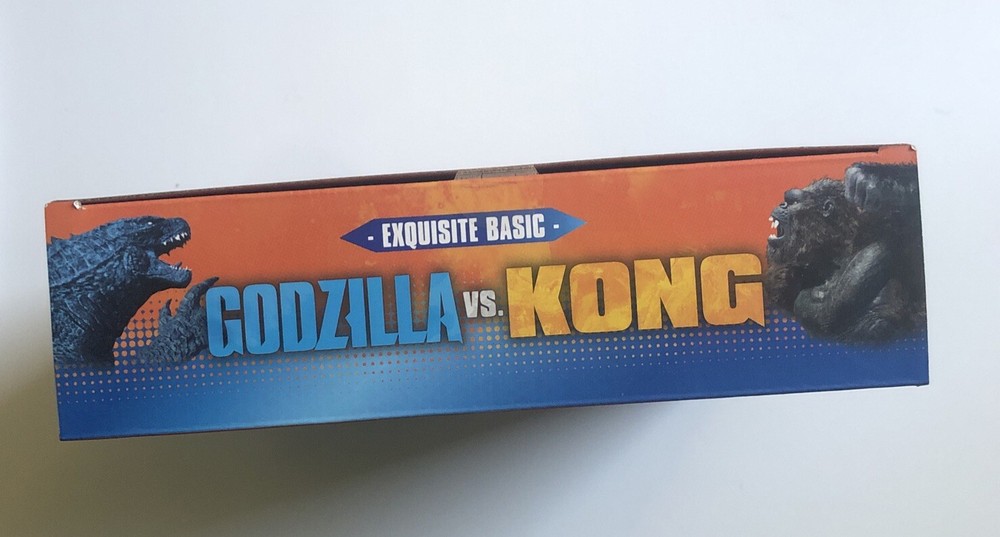 - EXQUISITE BASIC -
GODZILLA VS. KONG